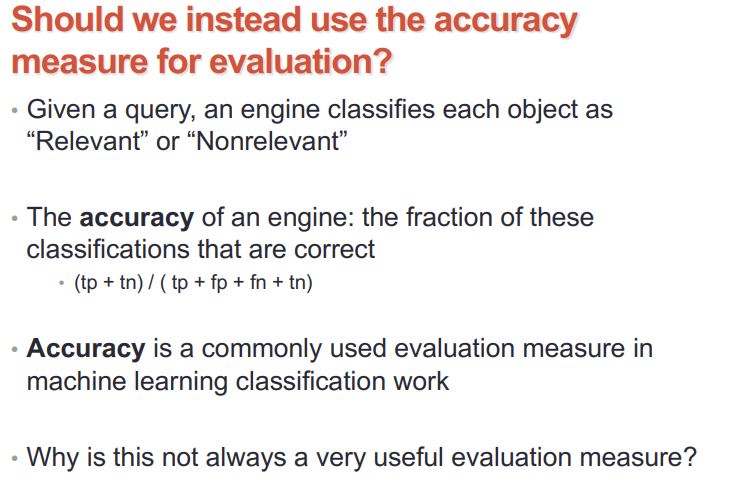 Should we instead use the accuracy
measure for evaluation?
• Given a query, an engine classifies each object as
“Relevant” or “Nonrelevant”
• The accuracy of an engine: the fraction of these
classifications that are correct
• (tp + tn) / ( tp + fp + fn + tn)
• Accuracy is a commonly used evaluation measure in
machine learning classification work
• Why is this not always a very useful evaluation measure?